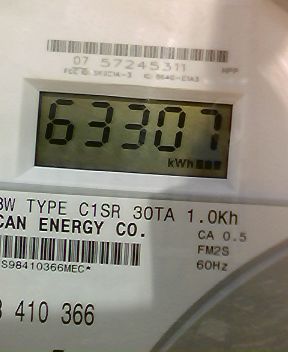 07 57245311
63307
kWh
3W TYPE C1SR 30TA 1.0Kh
CAN ENERGY CO.
CA 0.5
FM2S
60Hz
S98410366MEC*
410 366